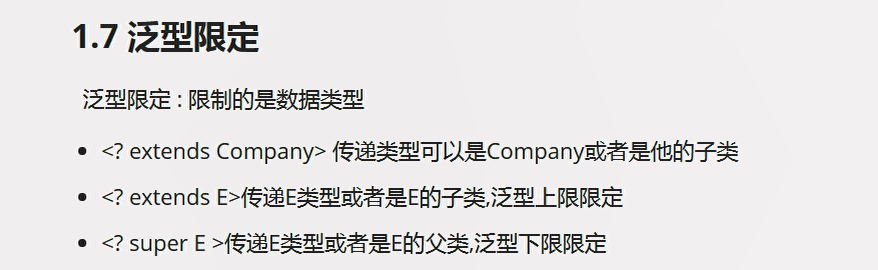 1.7 泛型限定
泛型限定 : 限制的是数据类型
<? extends Company> 传递类型可以是Company或者是他的子类
<? extends E>传递E类型或者是E的子类,泛型上限限定
<? super E >传递E类型或者是E的父类,泛型下限限定